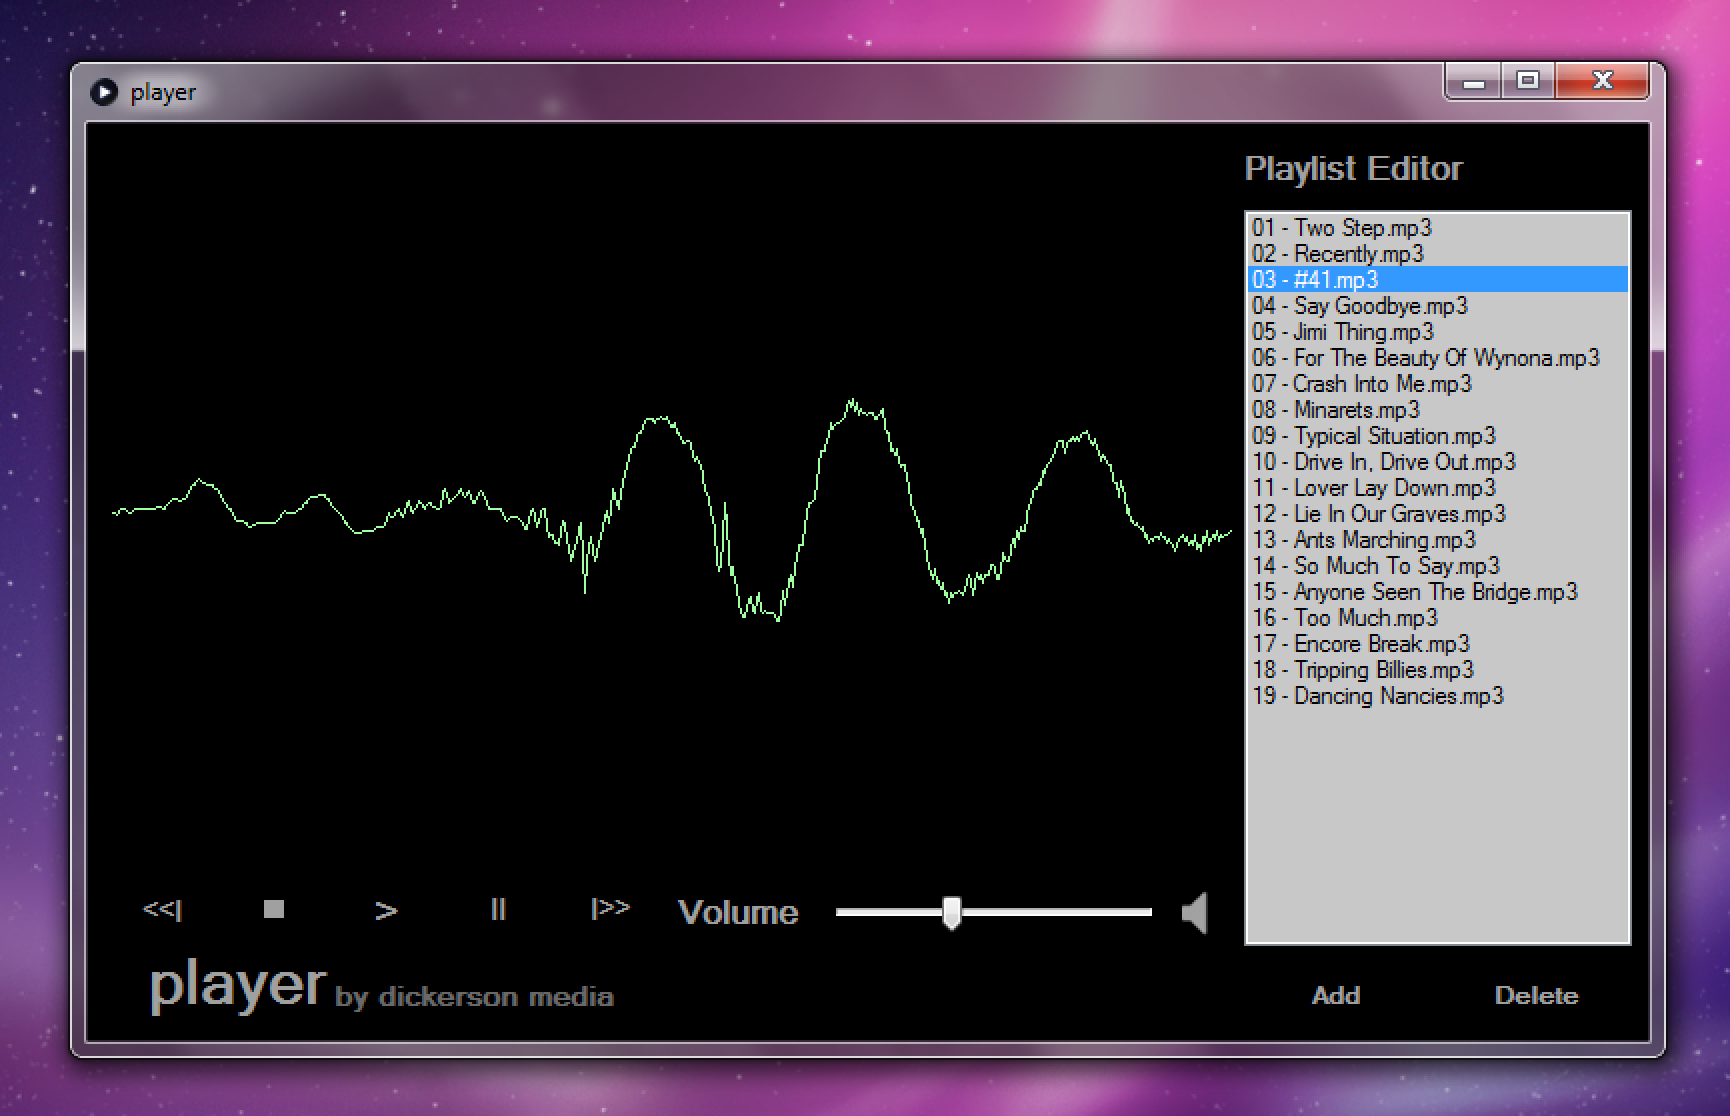 player
Playlist Editor
01 - Two Step.mp3
02 - Recently.mp3
03 - #41.mp3
04 - Say Goodbye.mp3
05 - Jimi Thing.mp3
06 - For The Beauty Of Wynona.mp3
07 - Crash Into Me.mp3
08 - Minarets.mp3
09 - Typical Situation.mp3
10 - Drive In, Drive Out.mp3
11 - Lover Lay Down.mp3
12 - Lie In Our Graves.mp3
13 - Ants Marching.mp3
14 - So Much To Say.mp3
15 - Anyone Seen The Bridge.mp3
16 - Too Much.mp3
17 - Encore Break.mp3
18 - Tripping Billies.mp3
19 - Dancing Nancies.mp3
<<| > || |>> Volume
player by dickerson media
Add Delete